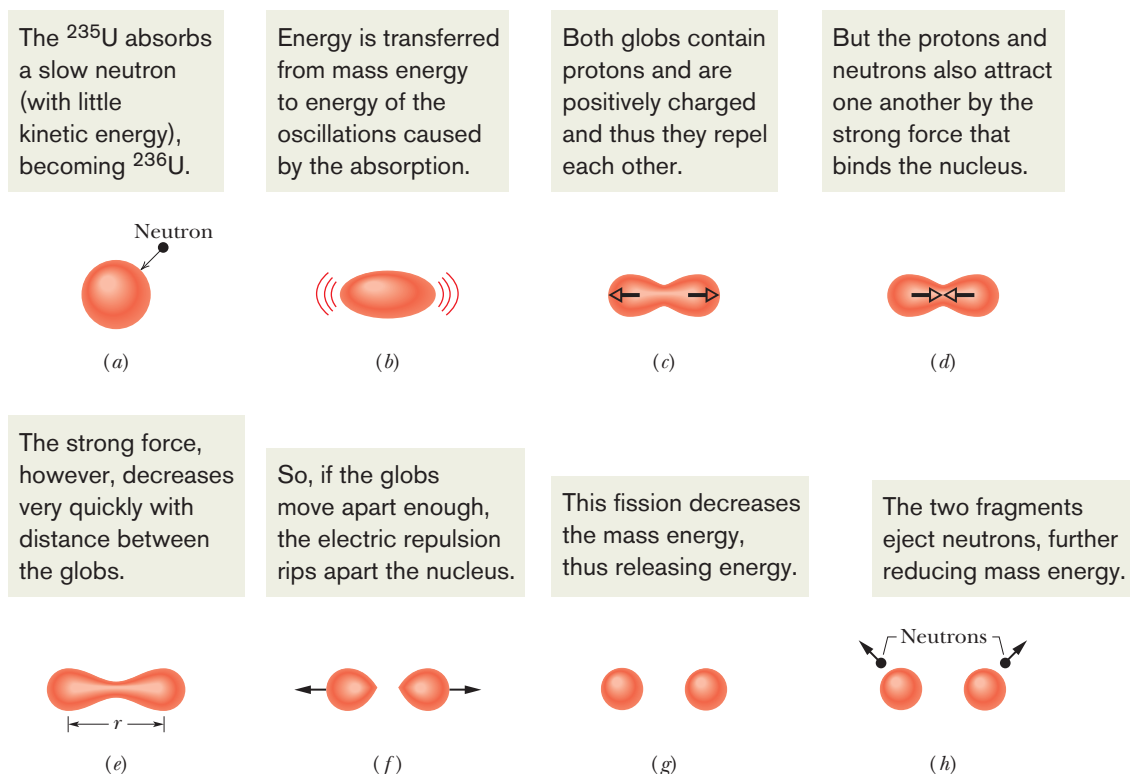 The ²³⁵U absorbs
a slow neutron
(with little
kinetic energy),
becoming ²³⁶U.
Energy is transferred
from mass energy
to energy of the
oscillations caused
by the absorption.
Both globs contain
protons and are
positively charged
and thus they repel
each other.
But the protons and
neutrons also attract
one another by the
strong force that
binds the nucleus.
Neutron
(a)
(b)
(c)
(d)
The strong force,
however, decreases
very quickly with
distance between
the globs.
So, if the globs
move apart enough,
the electric repulsion
rips apart the nucleus.
This fission decreases
the mass energy,
thus releasing energy.
The two fragments
eject neutrons, further
reducing mass energy.
Neutrons
r
(e)
(f)
(g)
(h)